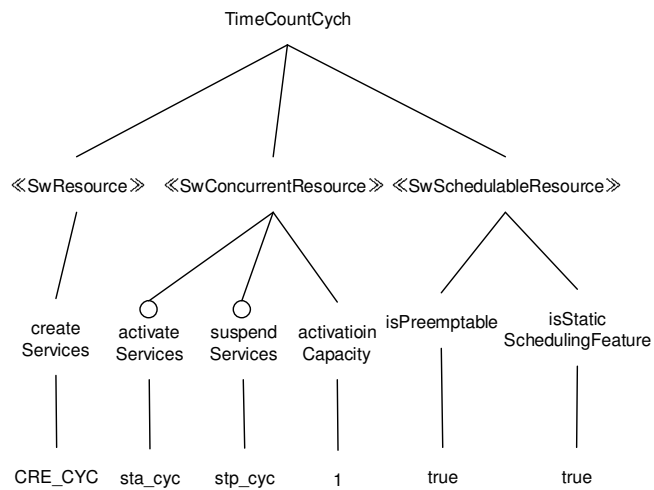 TimeCountCych
≪SwResource≫ ≪SwConcurrentResource≫ ≪SwSchedulableResource≫
create
Services
activate
Services
suspend
Services
activatioin
Capacity
isPreemptable
isStatic
SchedulingFeature
CRE_CYC sta_cyc stp_cyc 1 true true